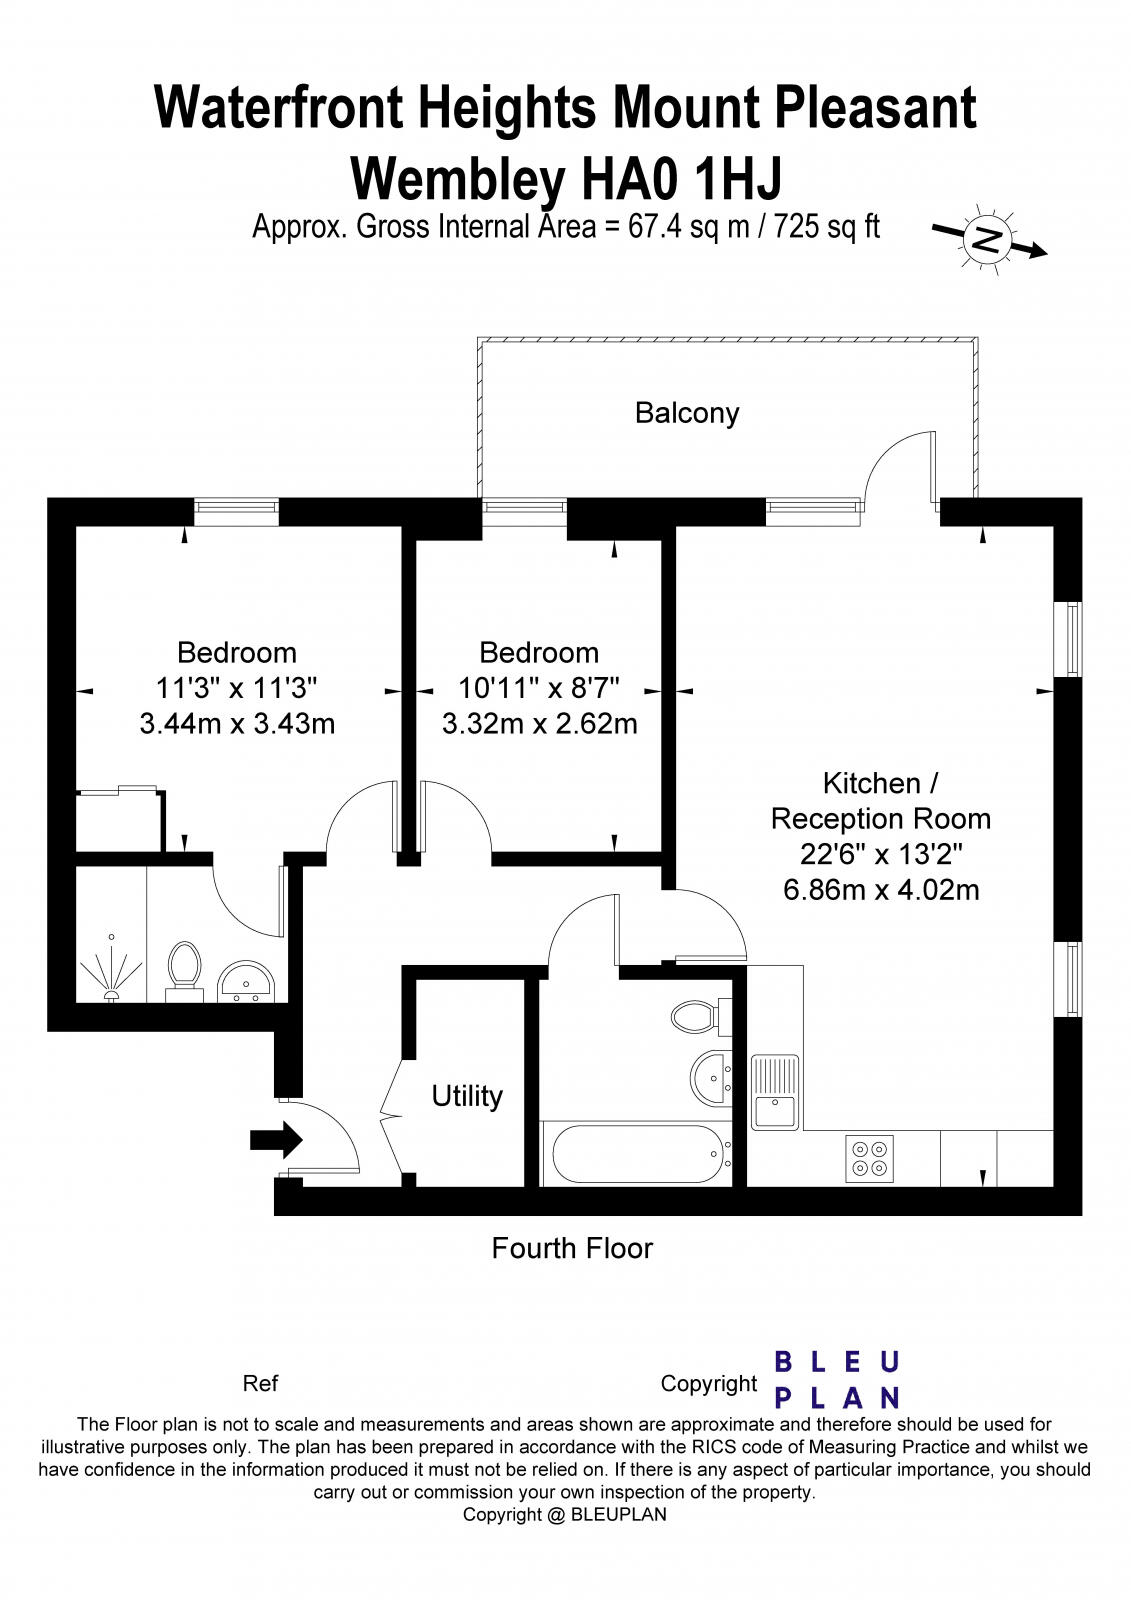 Waterfront Heights Mount Pleasant
Wembley HA0 1HJ
Approx. Gross Internal Area = 67.4 sq m / 725 sq ft
N
Balcony
Bedroom
11'3" x 11'3"
3.44m x 3.43m
Bedroom
10'11" x 8'7"
3.32m x 2.62m
Kitchen /
Reception Room
22'6" x 13'2"
6.86m x 4.02m
Utility
Fourth Floor
Ref
Copyright
BLEU
PLAN
The Floor plan is not to scale and measurements and areas shown are approximate and therefore should be used for
illustrative purposes only. The plan has been prepared in accordance with the RICS code of Measuring Practice and whilst we
have confidence in the information produced it must not be relied on. If there is any aspect of particular importance, you should
carry out or commission your own inspection of the property.
Copyright @ BLEUPLAN